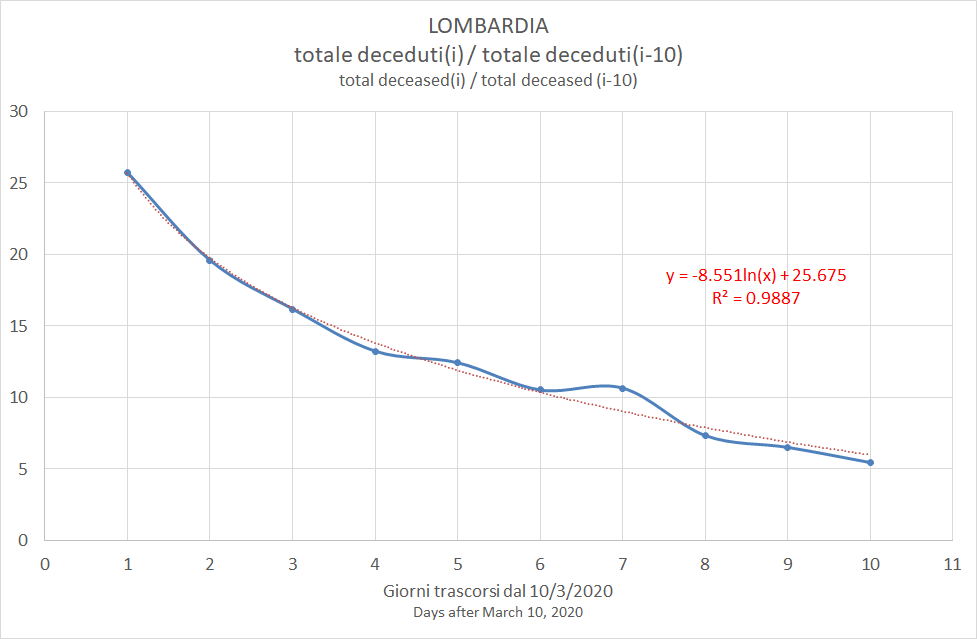 LOMBARDIA
totale deceduti(i) / totale deceduti(i-10)
total deceased(i) / total deceased (i-10)
30
25
20
15
10
5
0
y = -8.551ln(x) + 25.675
R² = 0.9887
0 1 2 3 4 5 6 7 8 9 10 11
Giorni trascorsi dal 10/3/2020
Days after March 10, 2020